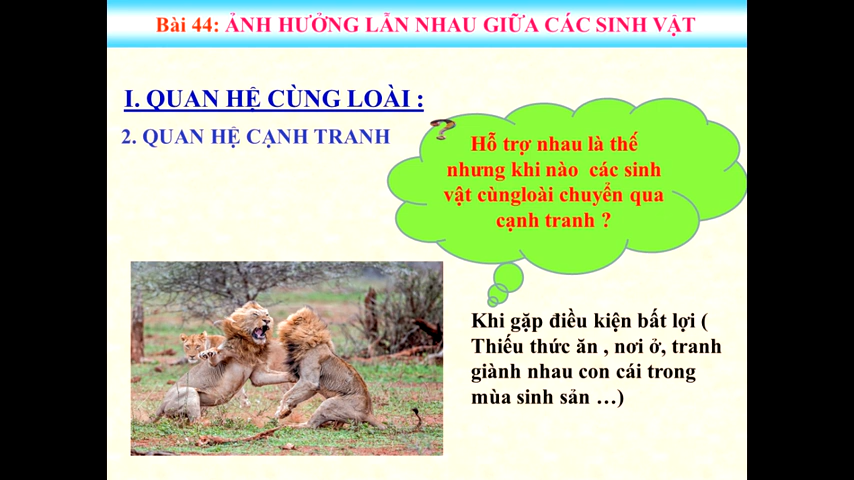 Bài 44: ẢNH HƯỞNG LẪN NHAU GIỮA CÁC SINH VẬT
I. QUAN HỆ CÙNG LOÀI :
2. QUAN HỆ CẠNH TRANH
?
Hỗ trợ nhau là thế
nhưng khi nào các sinh
vật cùngloài chuyển qua
cạnh tranh ?
Khi gặp điều kiện bất lợi (
Thiếu thức ăn , nơi ở, tranh
giành nhau con cái trong
mùa sinh sản …)